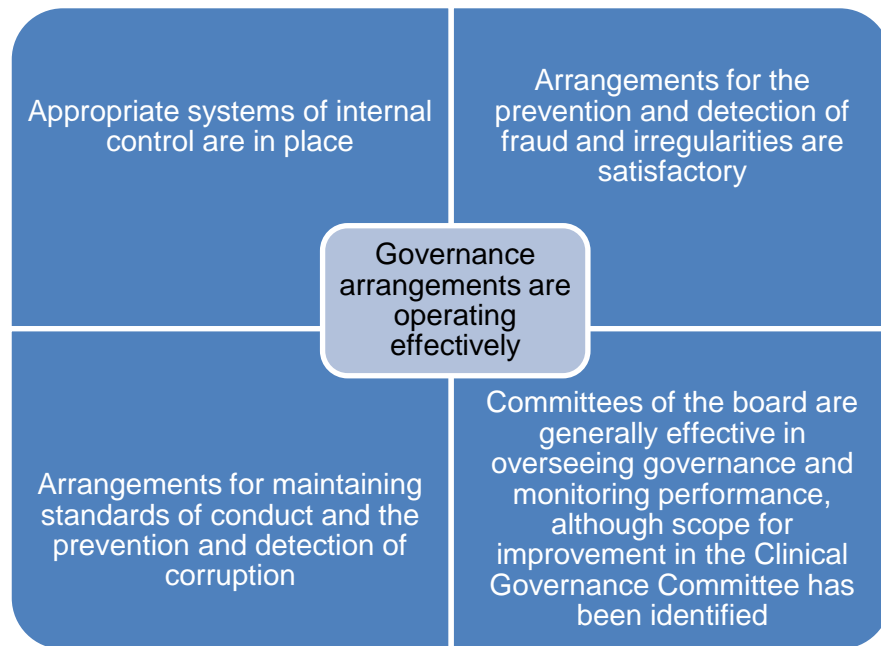 Appropriate systems of internal
control are in place
Arrangements for the
prevention and detection of
fraud and irregularities are
satisfactory
Governance
arrangements are
operating
effectively
Arrangements for maintaining
standards of conduct and the
prevention and detection of
corruption
Committees of the board are
generally effective in
overseeing governance and
monitoring performance,
although scope for
improvement in the Clinical
Governance Committee has
been identified